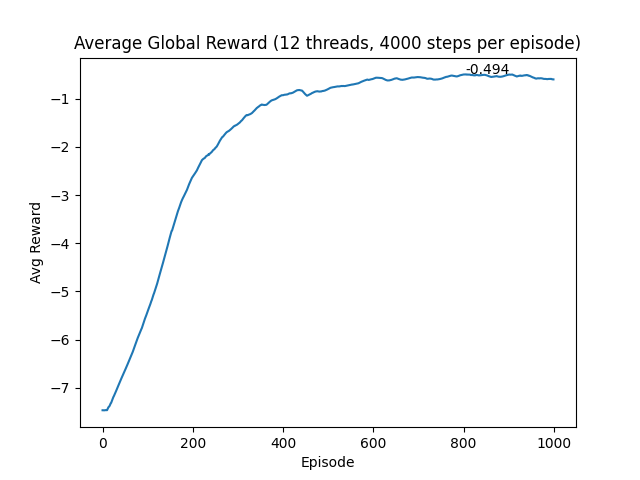 Average Global Reward (12 threads, 4000 steps per episode)
-0.494
−1
−2
−3
−4
−5
−6
−7
Avg Reward
0 200 400 600 800 1000
Episode